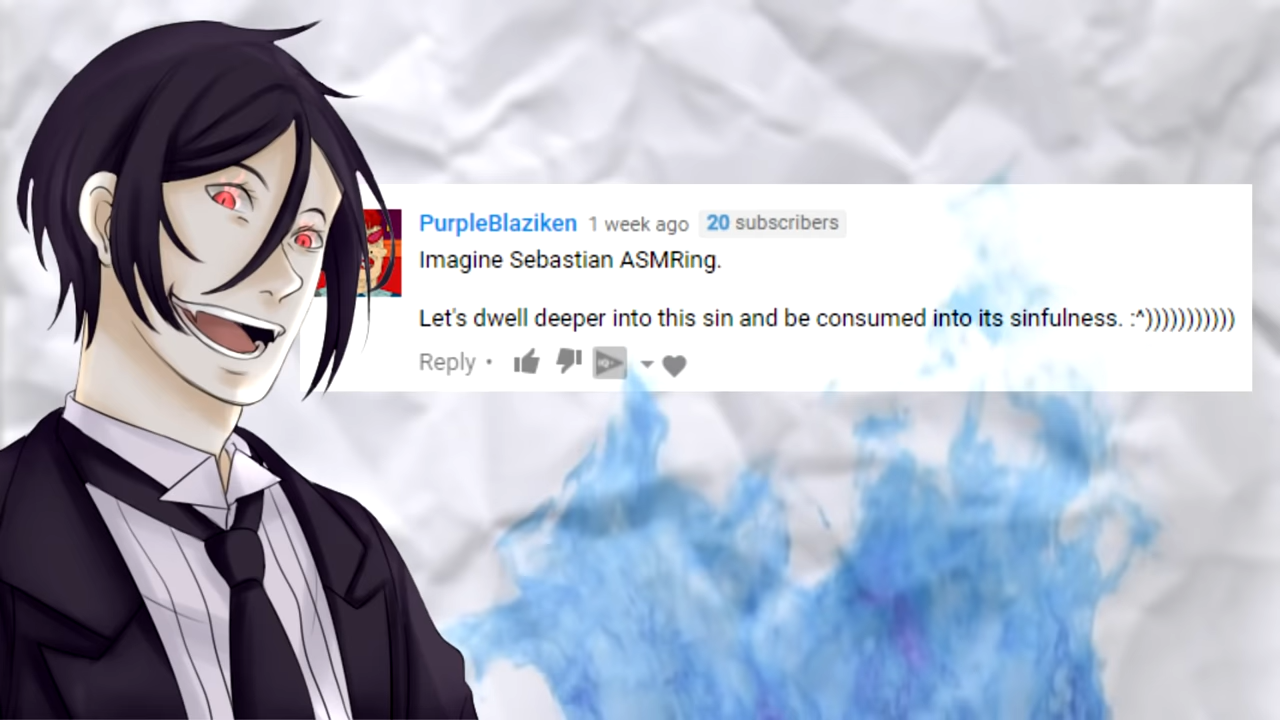 PurpleBlaziken 1 week ago 20 subscribers
Imagine Sebastian ASMRing.
Let's dwell deeper into this sin and be consumed into its sinfulness. :^)))))))))))
Reply •